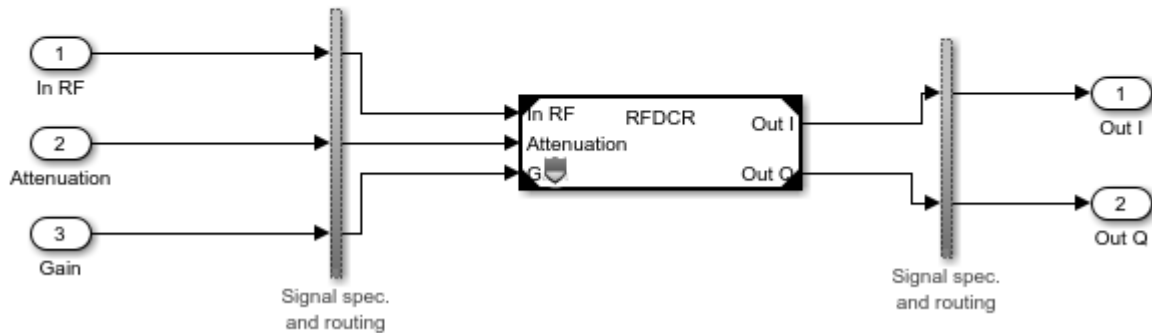 1
In RF
2
Attenuation
3
Gain
Signal spec.
and routing
In RF
RFDCR
Out I
Attenuation
G
Out Q
Signal spec.
and routing
1
Out I
2
Out Q